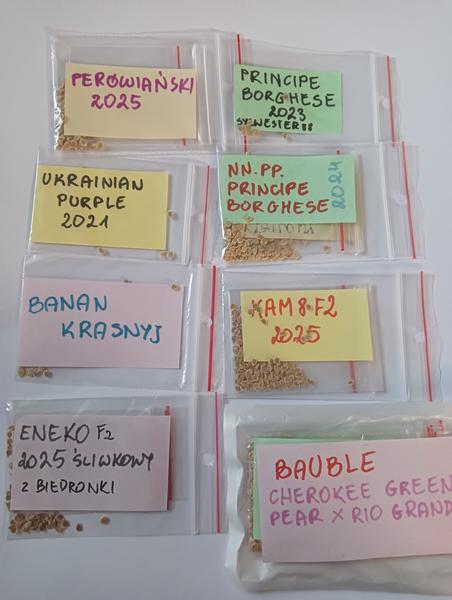 PEROWIAŃSKI
2025
PRINCIPE
BORGHESE
2023
UKRAINIAN
PURPLE
2021
NN.PP.
PRINCIPE
BORGHESE
2024
BANAN
KRASNYJ
KAM 8 F2
2025
ENEKO F2
2025 ŚLIWKOWY
Z BIEDRONKI
BAUBLE
CHEROKEE GREEN
PEAR X RIO GRAND